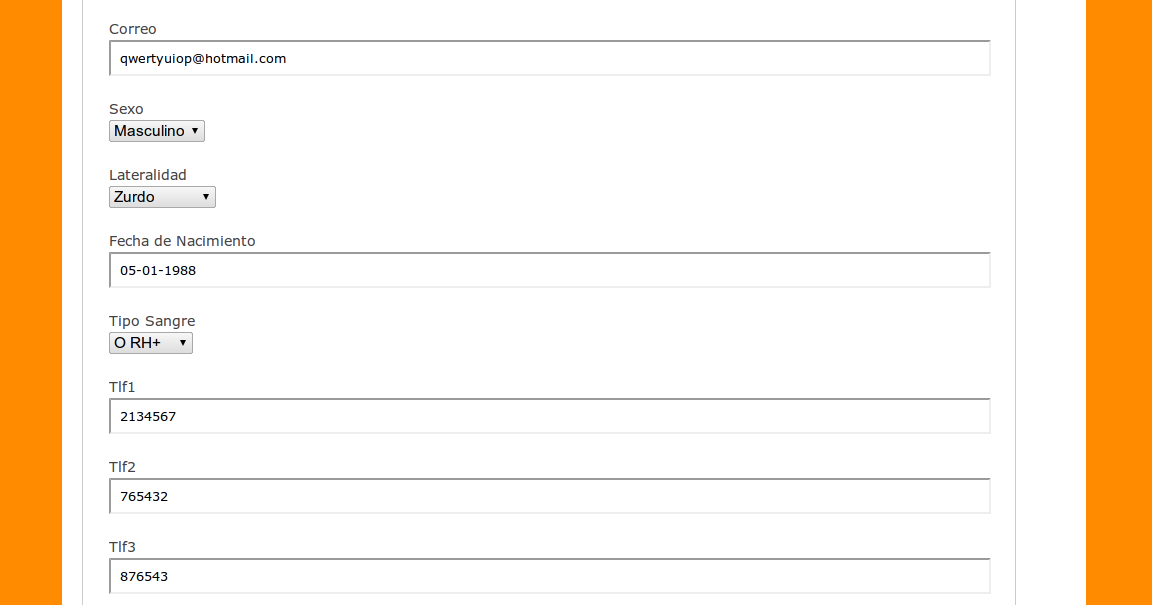 Correo
qwertyuiop@hotmail.com
Sexo
Masculino
Lateralidad
Zurdo
Fecha de Nacimiento
05-01-1988
Tipo Sangre
O RH+
Tlf1
2134567
Tlf2
765432
Tlf3
876543